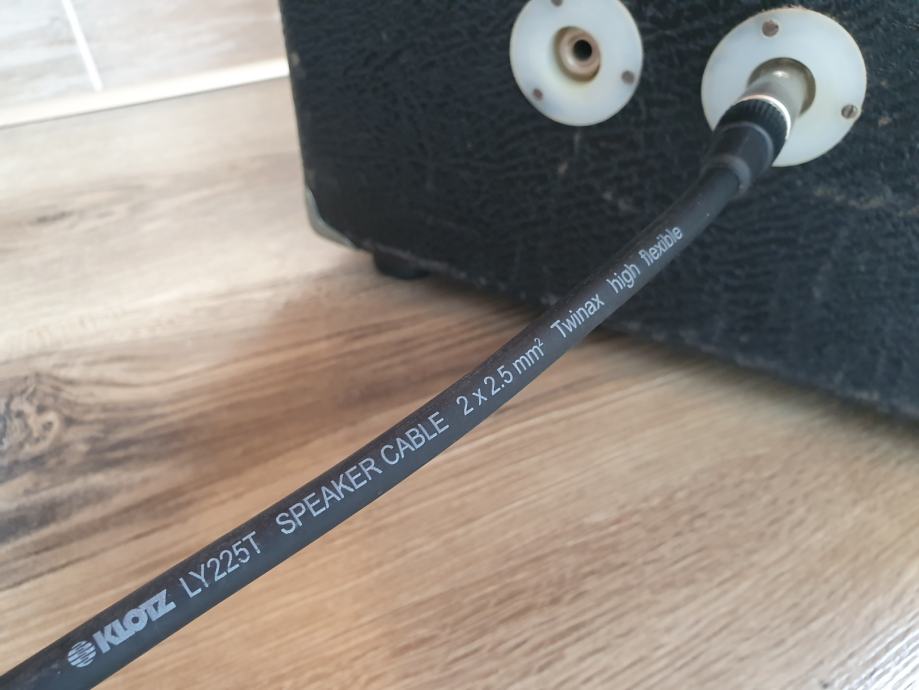 KLOTZ LY225T SPEAKER CABLE 2 x 2.5 mm² Twinax high flexible